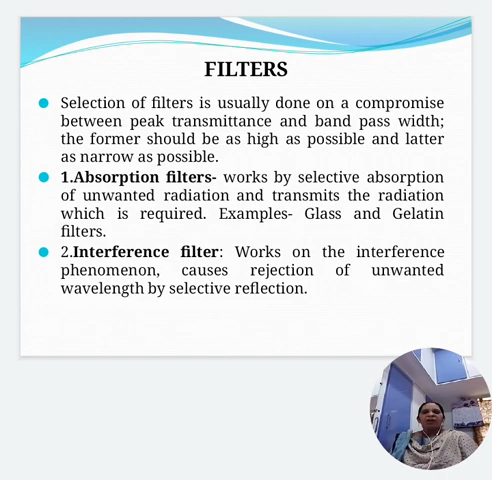 FILTERS
Selection of filters is usually done on a compromise
between peak transmittance and band pass width;
the former should be as high as possible and latter
as narrow as possible.
1.Absorption filters- works by selective absorption
of unwanted radiation and transmits the radiation
which is required. Examples- Glass and Gelatin
filters.
2.Interference filter: Works on the interference
phenomenon, causes rejection of unwanted
wavelength by selective reflection.